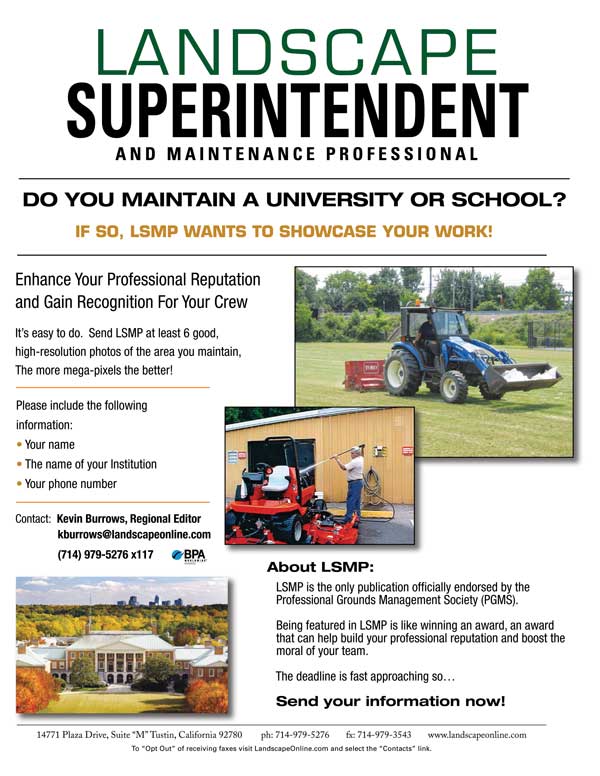 LANDSCAPE
SUPERINTENDENT
AND MAINTENANCE PROFESSIONAL
DO YOU MAINTAIN A UNIVERSITY OR SCHOOL?
IF SO, LSMP WANTS TO SHOWCASE YOUR WORK!
Enhance Your Professional Reputation
and Gain Recognition For Your Crew
It's easy to do. Send LSMP at least 6 good,
high-resolution photos of the area you maintain,
The more mega-pixels the better!
Please include the following
information:
• Your name
• The name of your Institution
• Your phone number
Contact: Kevin Burrows, Regional Editor
kburrows@landscapeonline.com
(714) 979-5276 x117
BPA
WORLDWIDE
TORO
About LSMP:
LSMP is the only publication officially endorsed by the
Professional Grounds Management Society (PGMS).
Being featured in LSMP is like winning an award, an award
that can help build your professional reputation and boost the
moral of your team.
The deadline is fast approaching so…
Send your information now!
14771 Plaza Drive, Suite “M” Tustin, California 92780 ph: 714-979-5276 fx: 714-979-3543 www.landscapeonline.com
To “Opt Out” of receiving faxes visit LandscapeOnline.com and select the “Contacts” link.